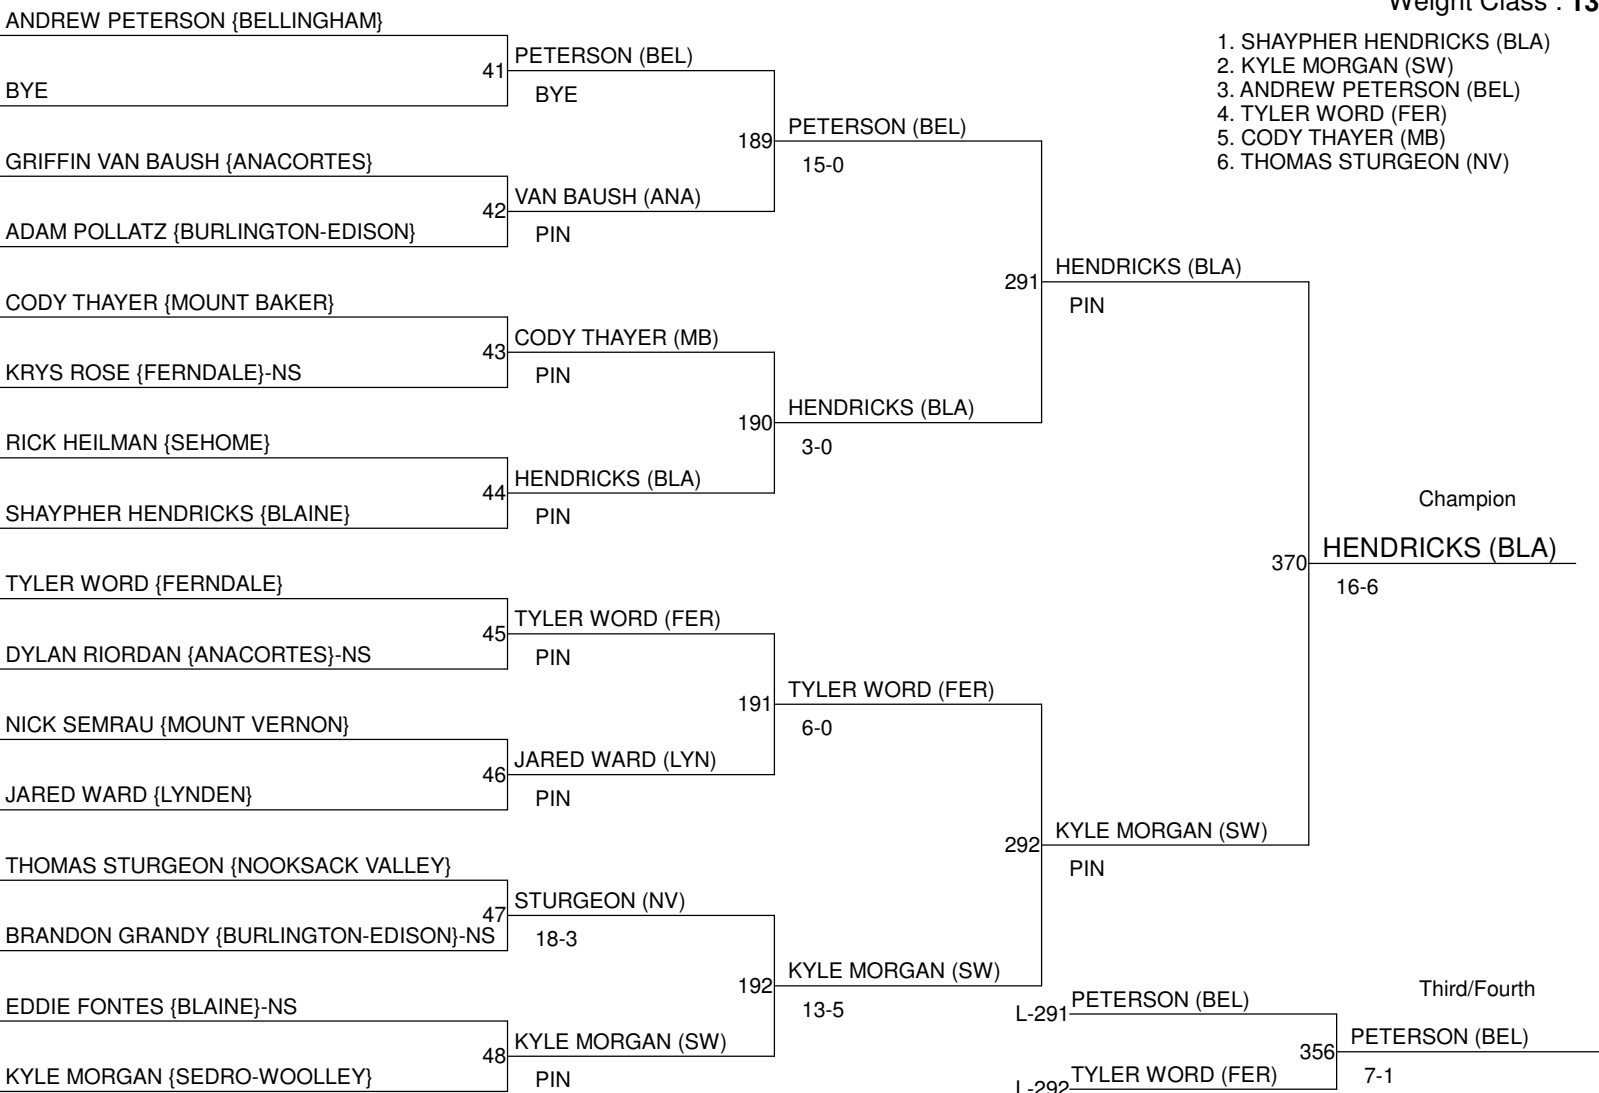 Weight Class : 13
1. SHAYPHER HENDRICKS (BLA)
2. KYLE MORGAN (SW)
3. ANDREW PETERSON (BEL)
4. TYLER WORD (FER)
5. CODY THAYER (MB)
6. THOMAS STURGEON (NV)
ANDREW PETERSON {BELLINGHAM}
41
BYE
PETERSON (BEL)
BYE
189
GRIFFIN VAN BAUSH {ANACORTES}
42
ADAM POLLATZ {BURLINGTON-EDISON}
VAN BAUSH (ANA)
PIN
PETERSON (BEL)
15-0
291
CODY THAYER {MOUNT BAKER}
43
KRYS ROSE {FERNDALE}-NS
CODY THAYER (MB)
PIN
190
RICK HEILMAN {SEHOME}
44
SHAYPHER HENDRICKS {BLAINE}
HENDRICKS (BLA)
PIN
HENDRICKS (BLA)
3-0
HENDRICKS (BLA)
PIN
370
Champion
HENDRICKS (BLA)
16-6
TYLER WORD {FERNDALE}
45
DYLAN RIORDAN {ANACORTES}-NS
TYLER WORD (FER)
PIN
191
NICK SEMRAU {MOUNT VERNON}
46
JARED WARD {LYNDEN}
JARED WARD (LYN)
PIN
TYLER WORD (FER)
6-0
292
KYLE MORGAN (SW)
PIN
THOMAS STURGEON {NOOKSACK VALLEY}
47
BRANDON GRANDY {BURLINGTON-EDISON}-NS
STURGEON (NV)
18-3
192
EDDIE FONTES {BLAINE}-NS
48
KYLE MORGAN {SEDRO-WOOLLEY}
KYLE MORGAN (SW)
PIN
KYLE MORGAN (SW)
13-5
Third/Fourth
L-291
PETERSON (BEL)
356
L-292
TYLER WORD (FER)
PETERSON (BEL)
7-1